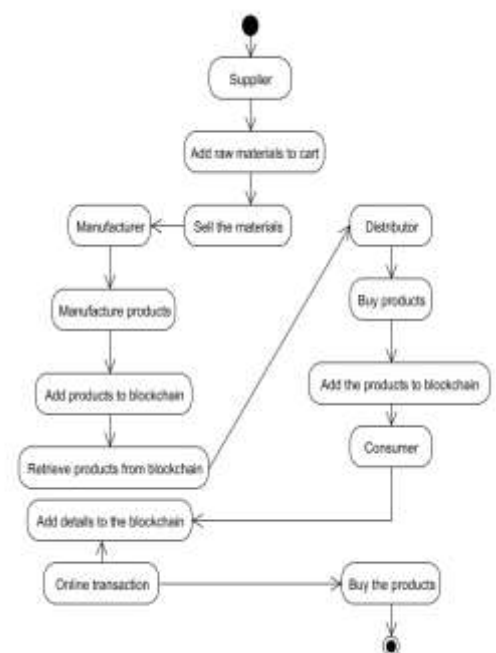 Supplier
Add raw materials to cart
Sell the materials
Manufacturer
Manufacture products
Add products to blockchain
Retrieve products from blockchain
Distributor
Buy products
Add the products to blockchain
Consumer
Add details to the blockchain
Online transaction
Buy the products